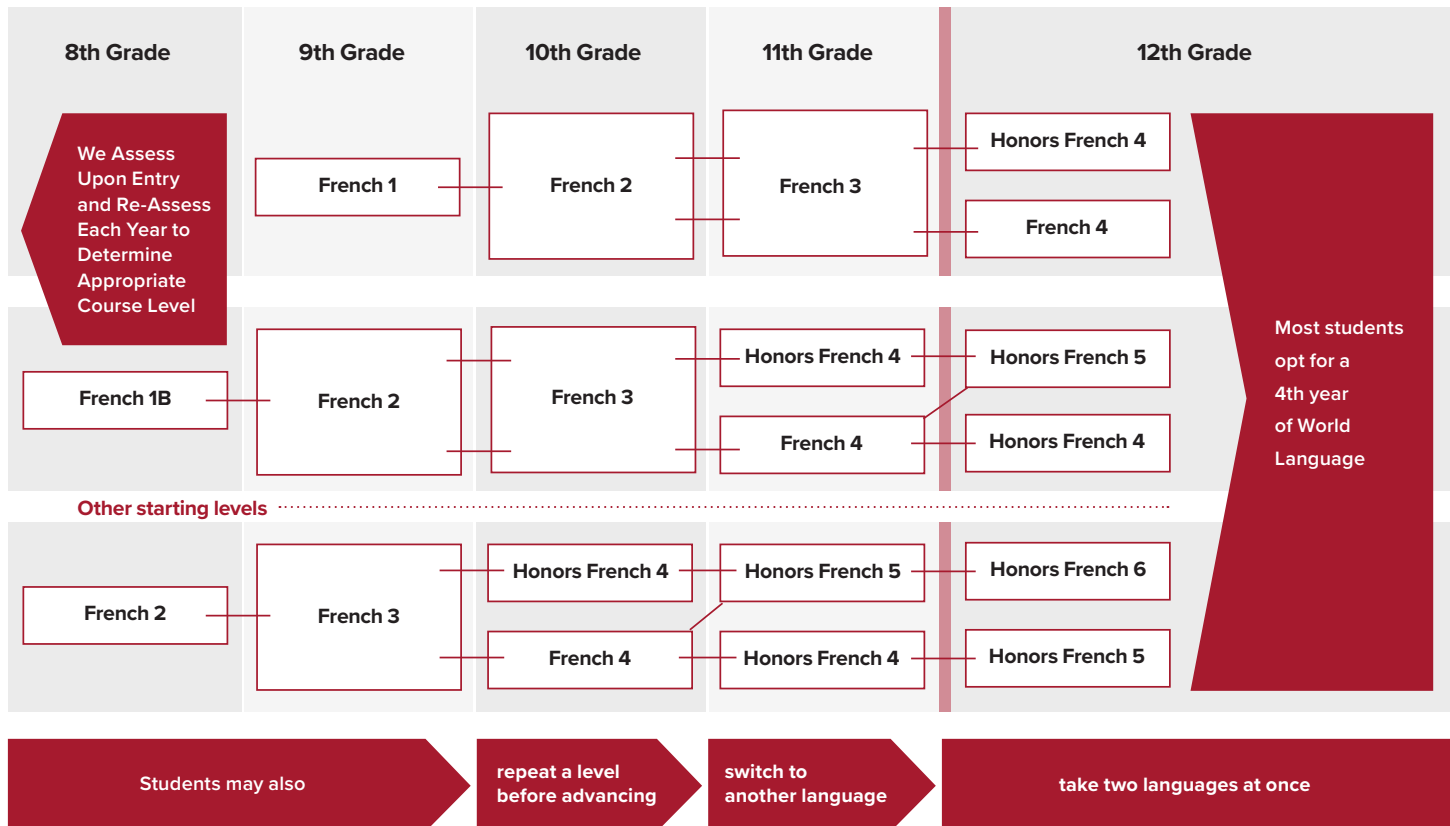 8th Grade
9th Grade
10th Grade
11th Grade
12th Grade
We Assess
Upon Entry
and Re-Assess
Each Year to
Determine
Appropriate
Course Level
French 1
French 2
French 3
Honors French 4
French 4
French 1B
French 2
French 3
Honors French 4
French 4
Honors French 5
Honors French 4
Most students
opt for a
4th year
of World
Language
Other starting levels
French 2
French 3
Honors French 4
French 4
Honors French 5
Honors French 4
Honors French 6
Honors French 5
Students may also
repeat a level
before advancing
switch to
another language
take two languages at once